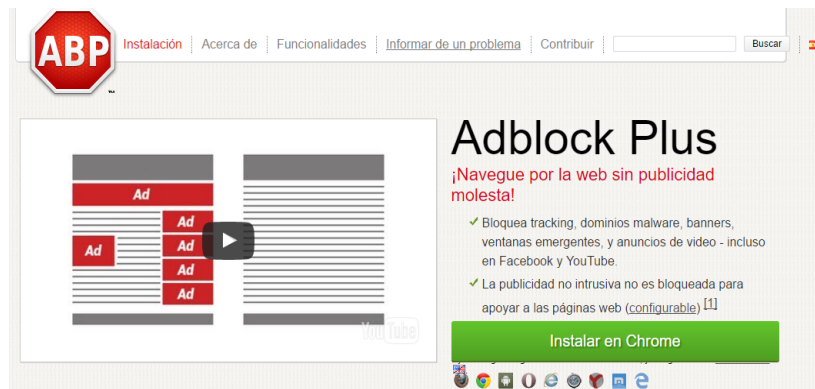 ABP
™
Instalación Acerca de Funcionalidades Informar de un problema Contribuir Buscar
Ad
Ad
Ad
Ad
Ad
Ad
You Tube
Adblock Plus
¡Navegue por la web sin publicidad
molesta!
Bloquea tracking, dominios malware, banners,
ventanas emergentes, y anuncios de video - incluso
en Facebook y YouTube.
La publicidad no intrusiva no es bloqueada para
apoyar a las páginas web (configurable) [1]
Instalar en Chrome